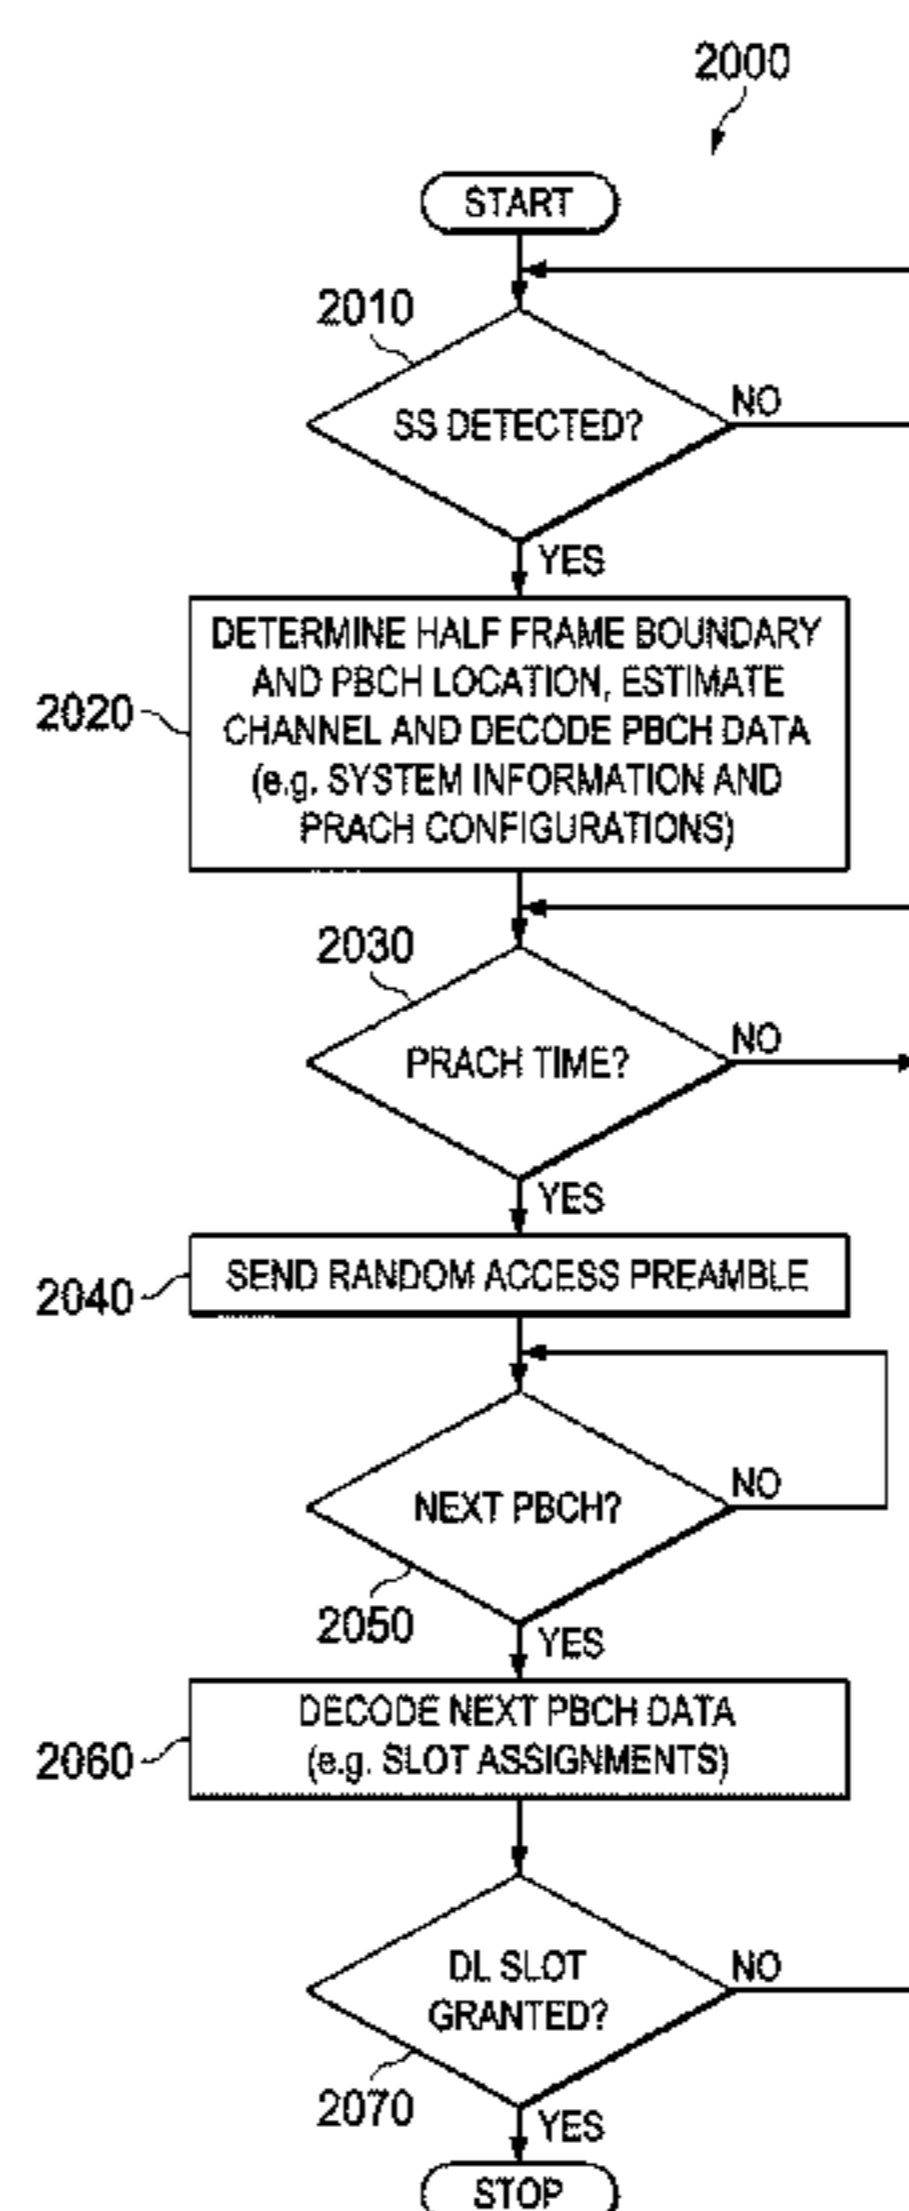 2000
START
2010
SS DETECTED?
NO
YES
2020
DETERMINE HALF FRAME BOUNDARY
AND PBCH LOCATION, ESTIMATE
CHANNEL AND DECODE PBCH DATA
(e.g. SYSTEM INFORMATION AND
PRACH CONFIGURATIONS)
2030
PRACH TIME?
NO
YES
2040
SEND RANDOM ACCESS PREAMBLE
NEXT PBCH?
NO
2050
YES
2060
DECODE NEXT PBCH DATA
(e.g. SLOT ASSIGNMENTS)
DL SLOT
GRANTED?
NO
2070
YES
STOP